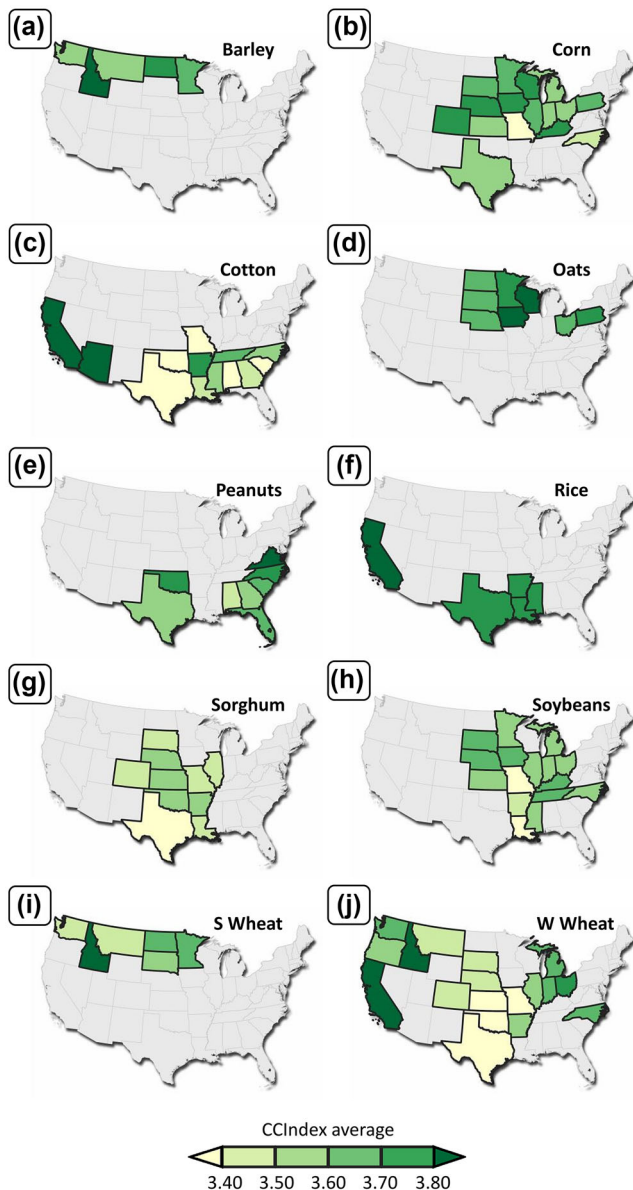 (a)
Barley
(b)
Corn
(c)
Cotton
(d)
Oats
(e)
Peanuts
(f)
Rice
(g)
Sorghum
(h)
Soybeans
(i)
S Wheat
(j)
W Wheat
CCIndex average
3.40 3.50 3.60 3.70 3.80